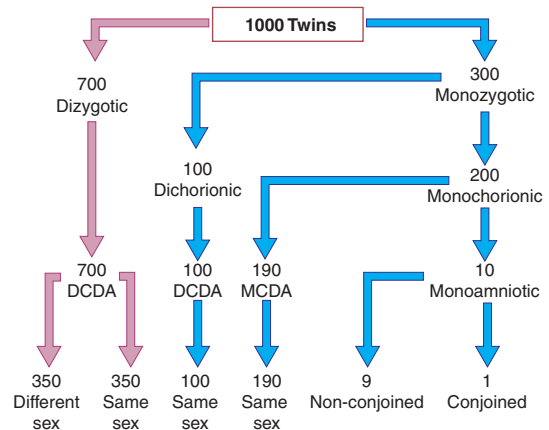 1000 Twins
700
Dizygotic
300
Monozygotic
100
Dichorionic
200
Monochorionic
700
DCDA
100
DCDA
190
MCDA
10
Monoamniotic
350
Different
sex
350
Same
sex
100
Same
sex
190
Same
sex
9
Non-conjoined
1
Conjoined